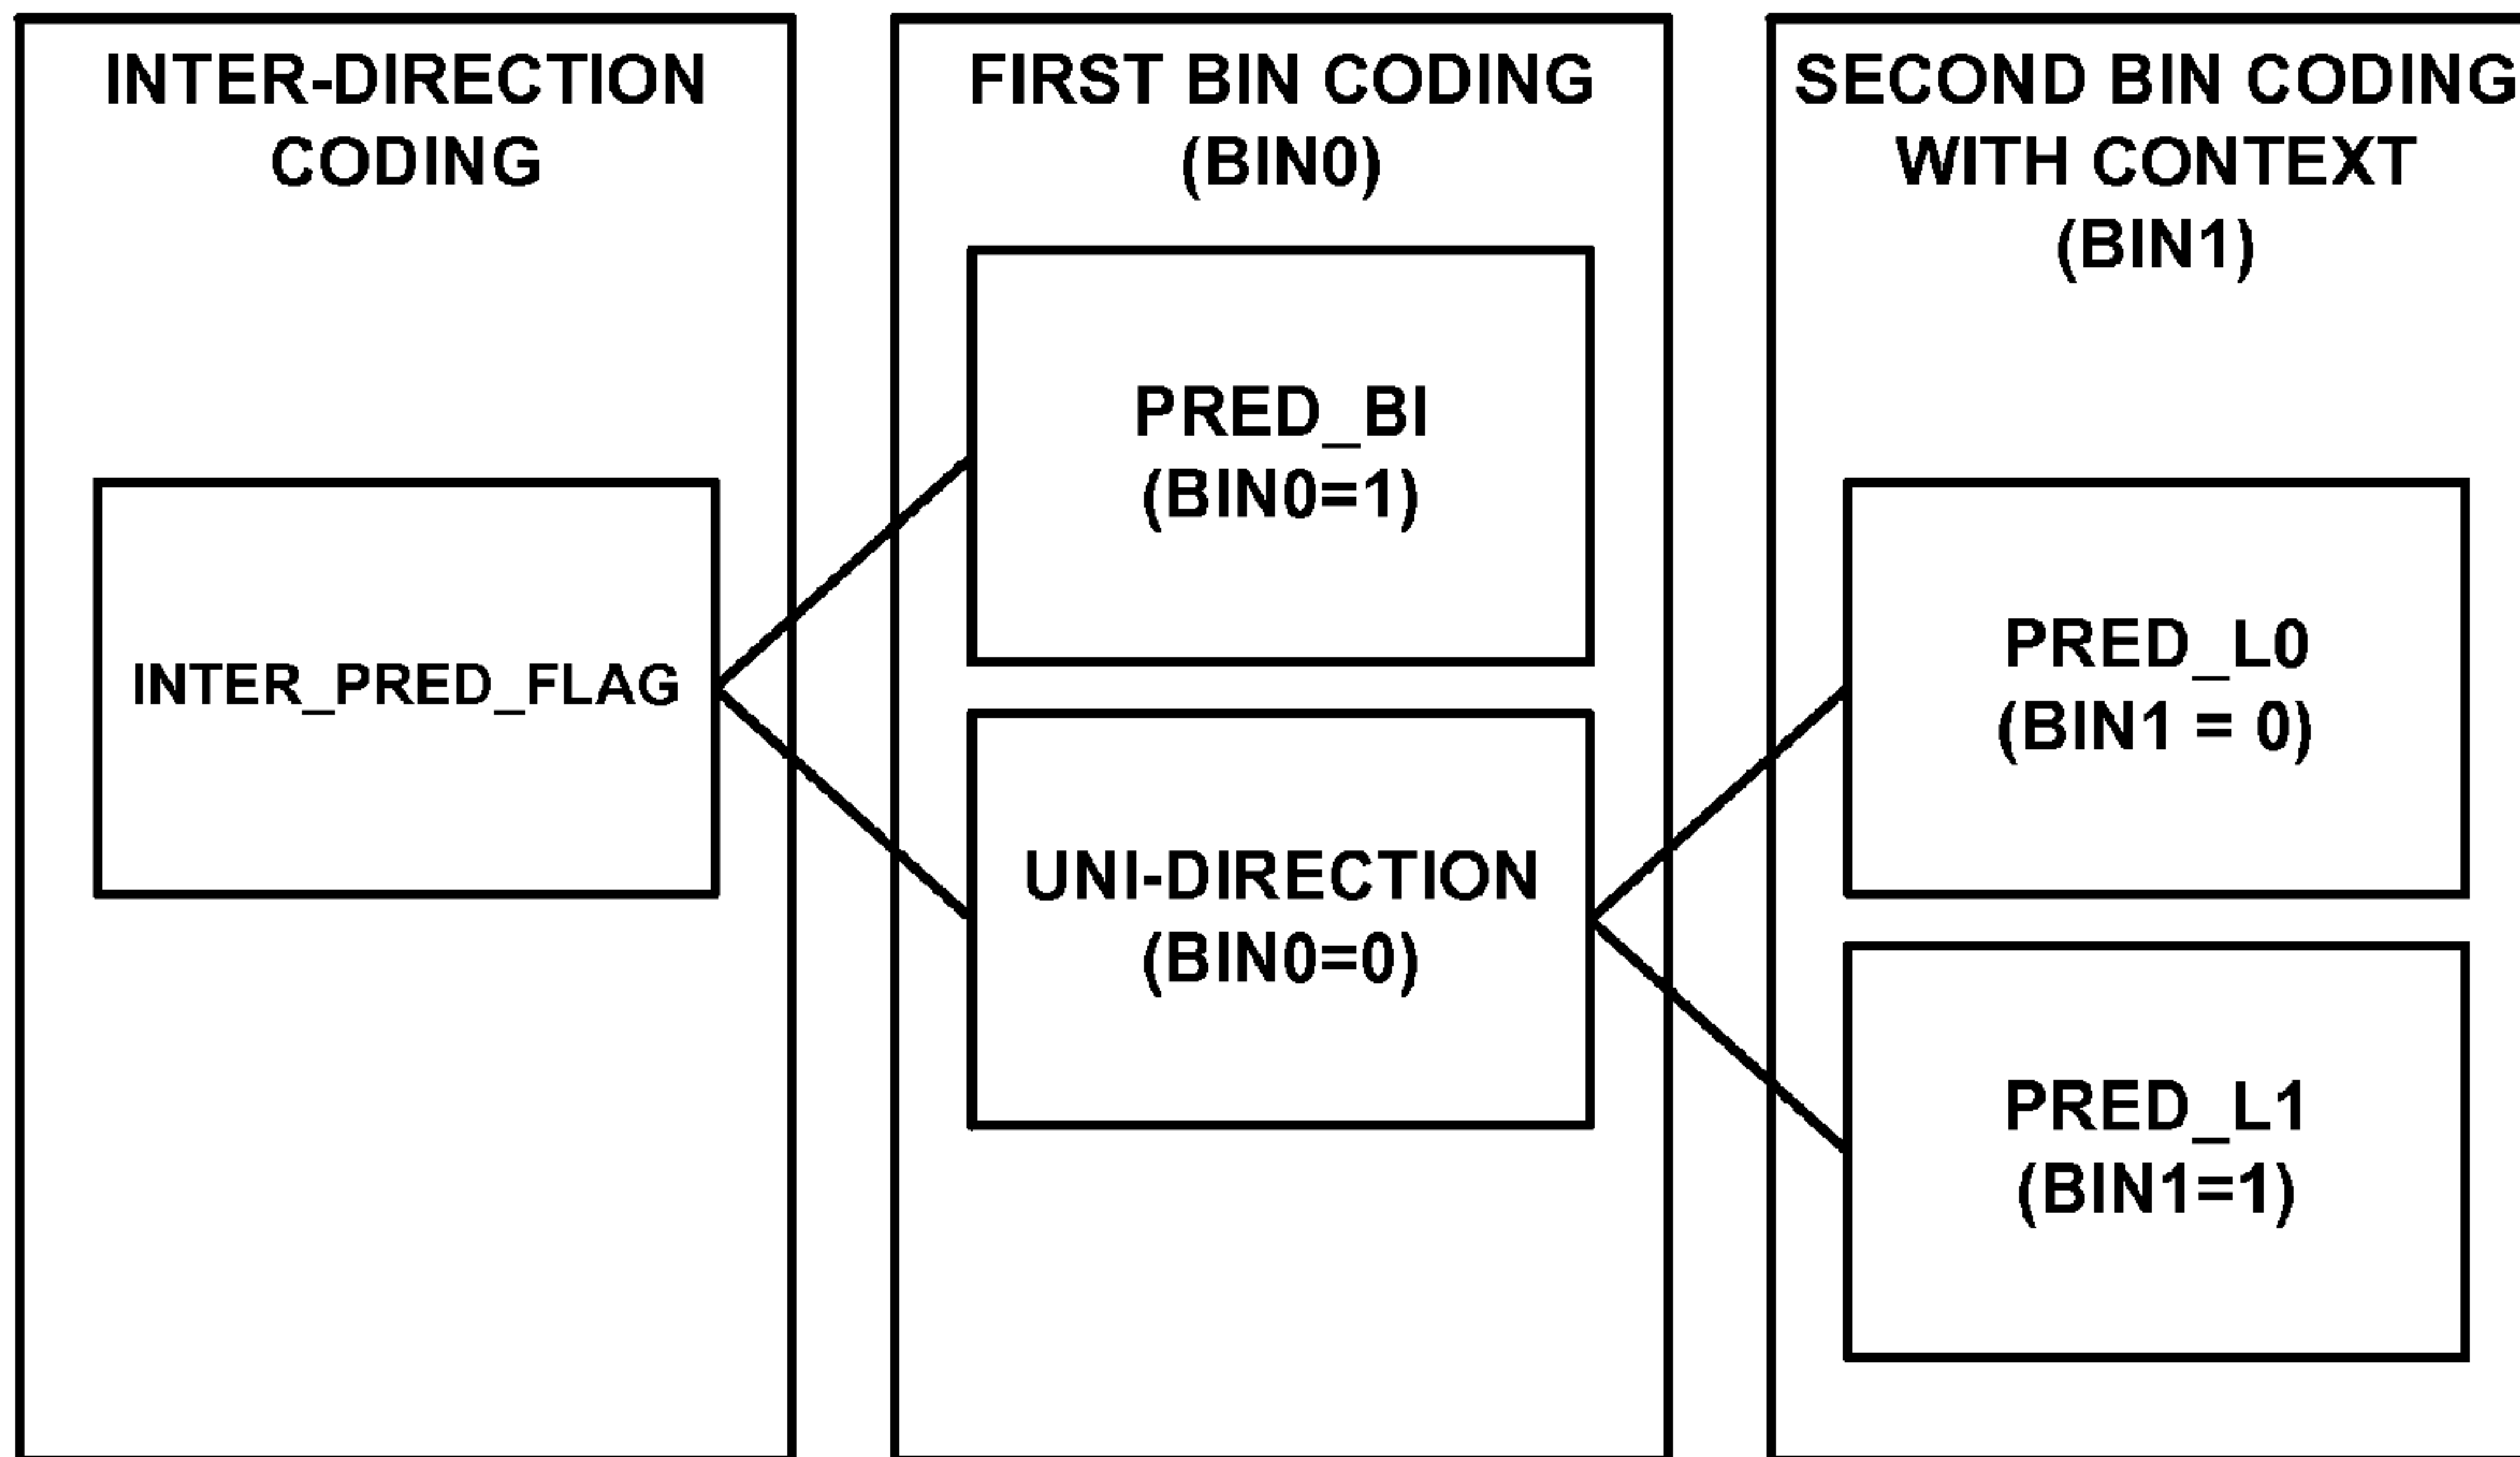 INTER-DIRECTION
CODING
INTER_PRED_FLAG
FIRST BIN CODING
(BIN0)
PRED_BI
(BIN0=1)
UNI-DIRECTION
(BIN0=0)
SECOND BIN CODING
WITH CONTEXT
(BIN1)
PRED_L0
(BIN1 = 0)
PRED_L1
(BIN1=1)